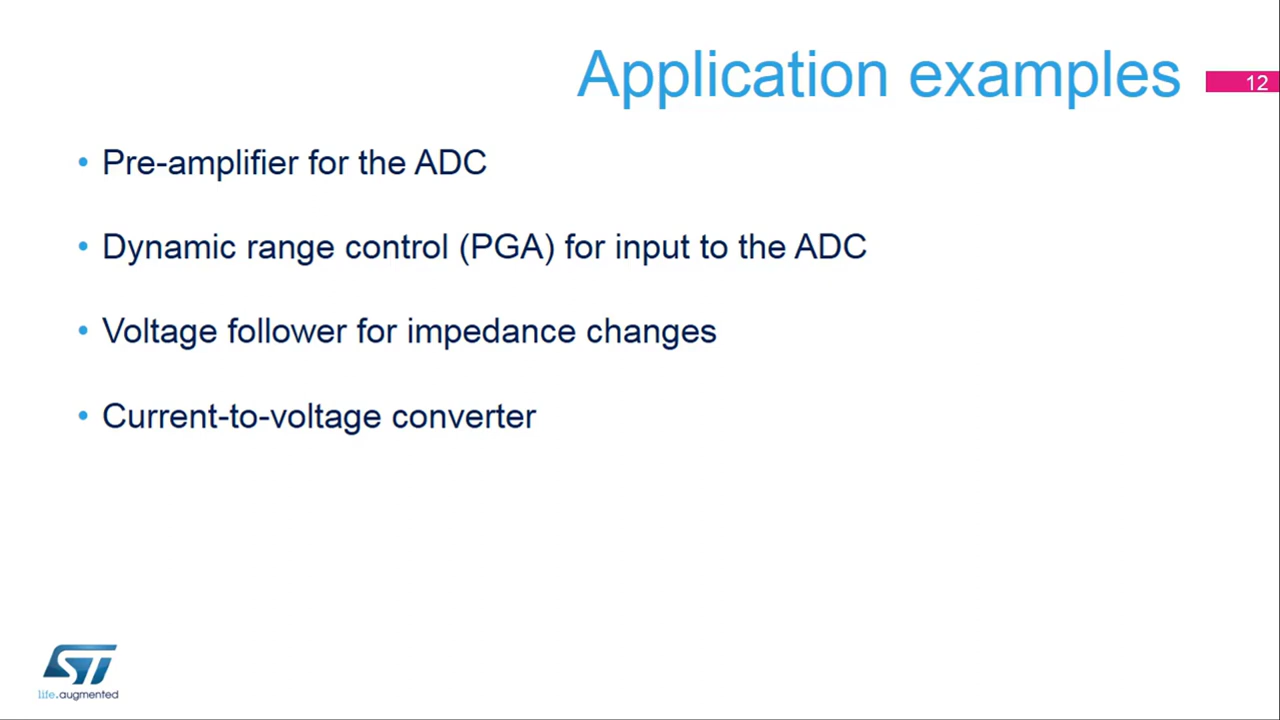 Application examples
12
• Pre-amplifier for the ADC
• Dynamic range control (PGA) for input to the ADC
• Voltage follower for impedance changes
• Current-to-voltage converter
ST
life.augmented